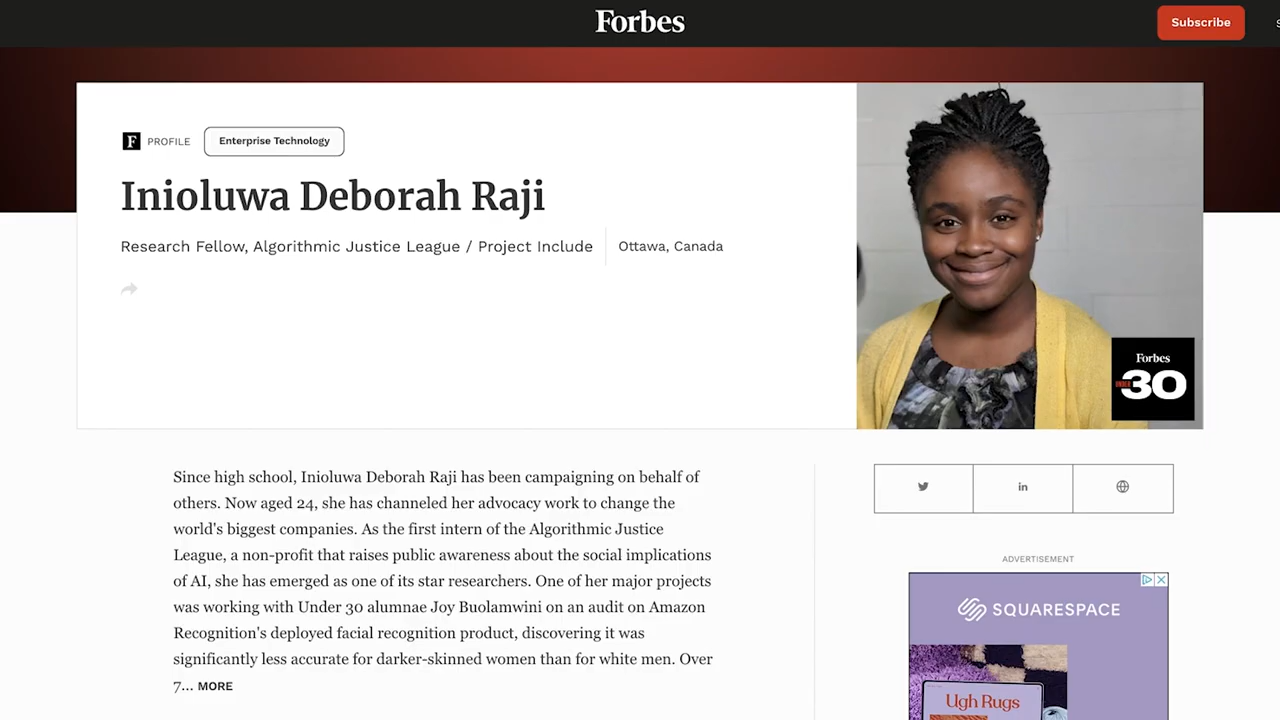 Forbes
Subscribe
F PROFILE
Enterprise Technology
Inioluwa Deborah Raji
Research Fellow, Algorithmic Justice League / Project Include
Ottawa, Canada
Forbes
UNDER 30
Since high school, Inioluwa Deborah Raji has been campaigning on behalf of
others. Now aged 24, she has channeled her advocacy work to change the
world's biggest companies. As the first intern of the Algorithmic Justice
League, a non-profit that raises public awareness about the social implications
of AI, she has emerged as one of its star researchers. One of her major projects
was working with Under 30 alumnae Joy Buolamwini on an audit on Amazon
Recognition's deployed facial recognition product, discovering it was
significantly less accurate for darker-skinned women than for white men. Over
7... MORE
in
ADVERTISEMENT
SQUARESPACE
Ugh Rugs